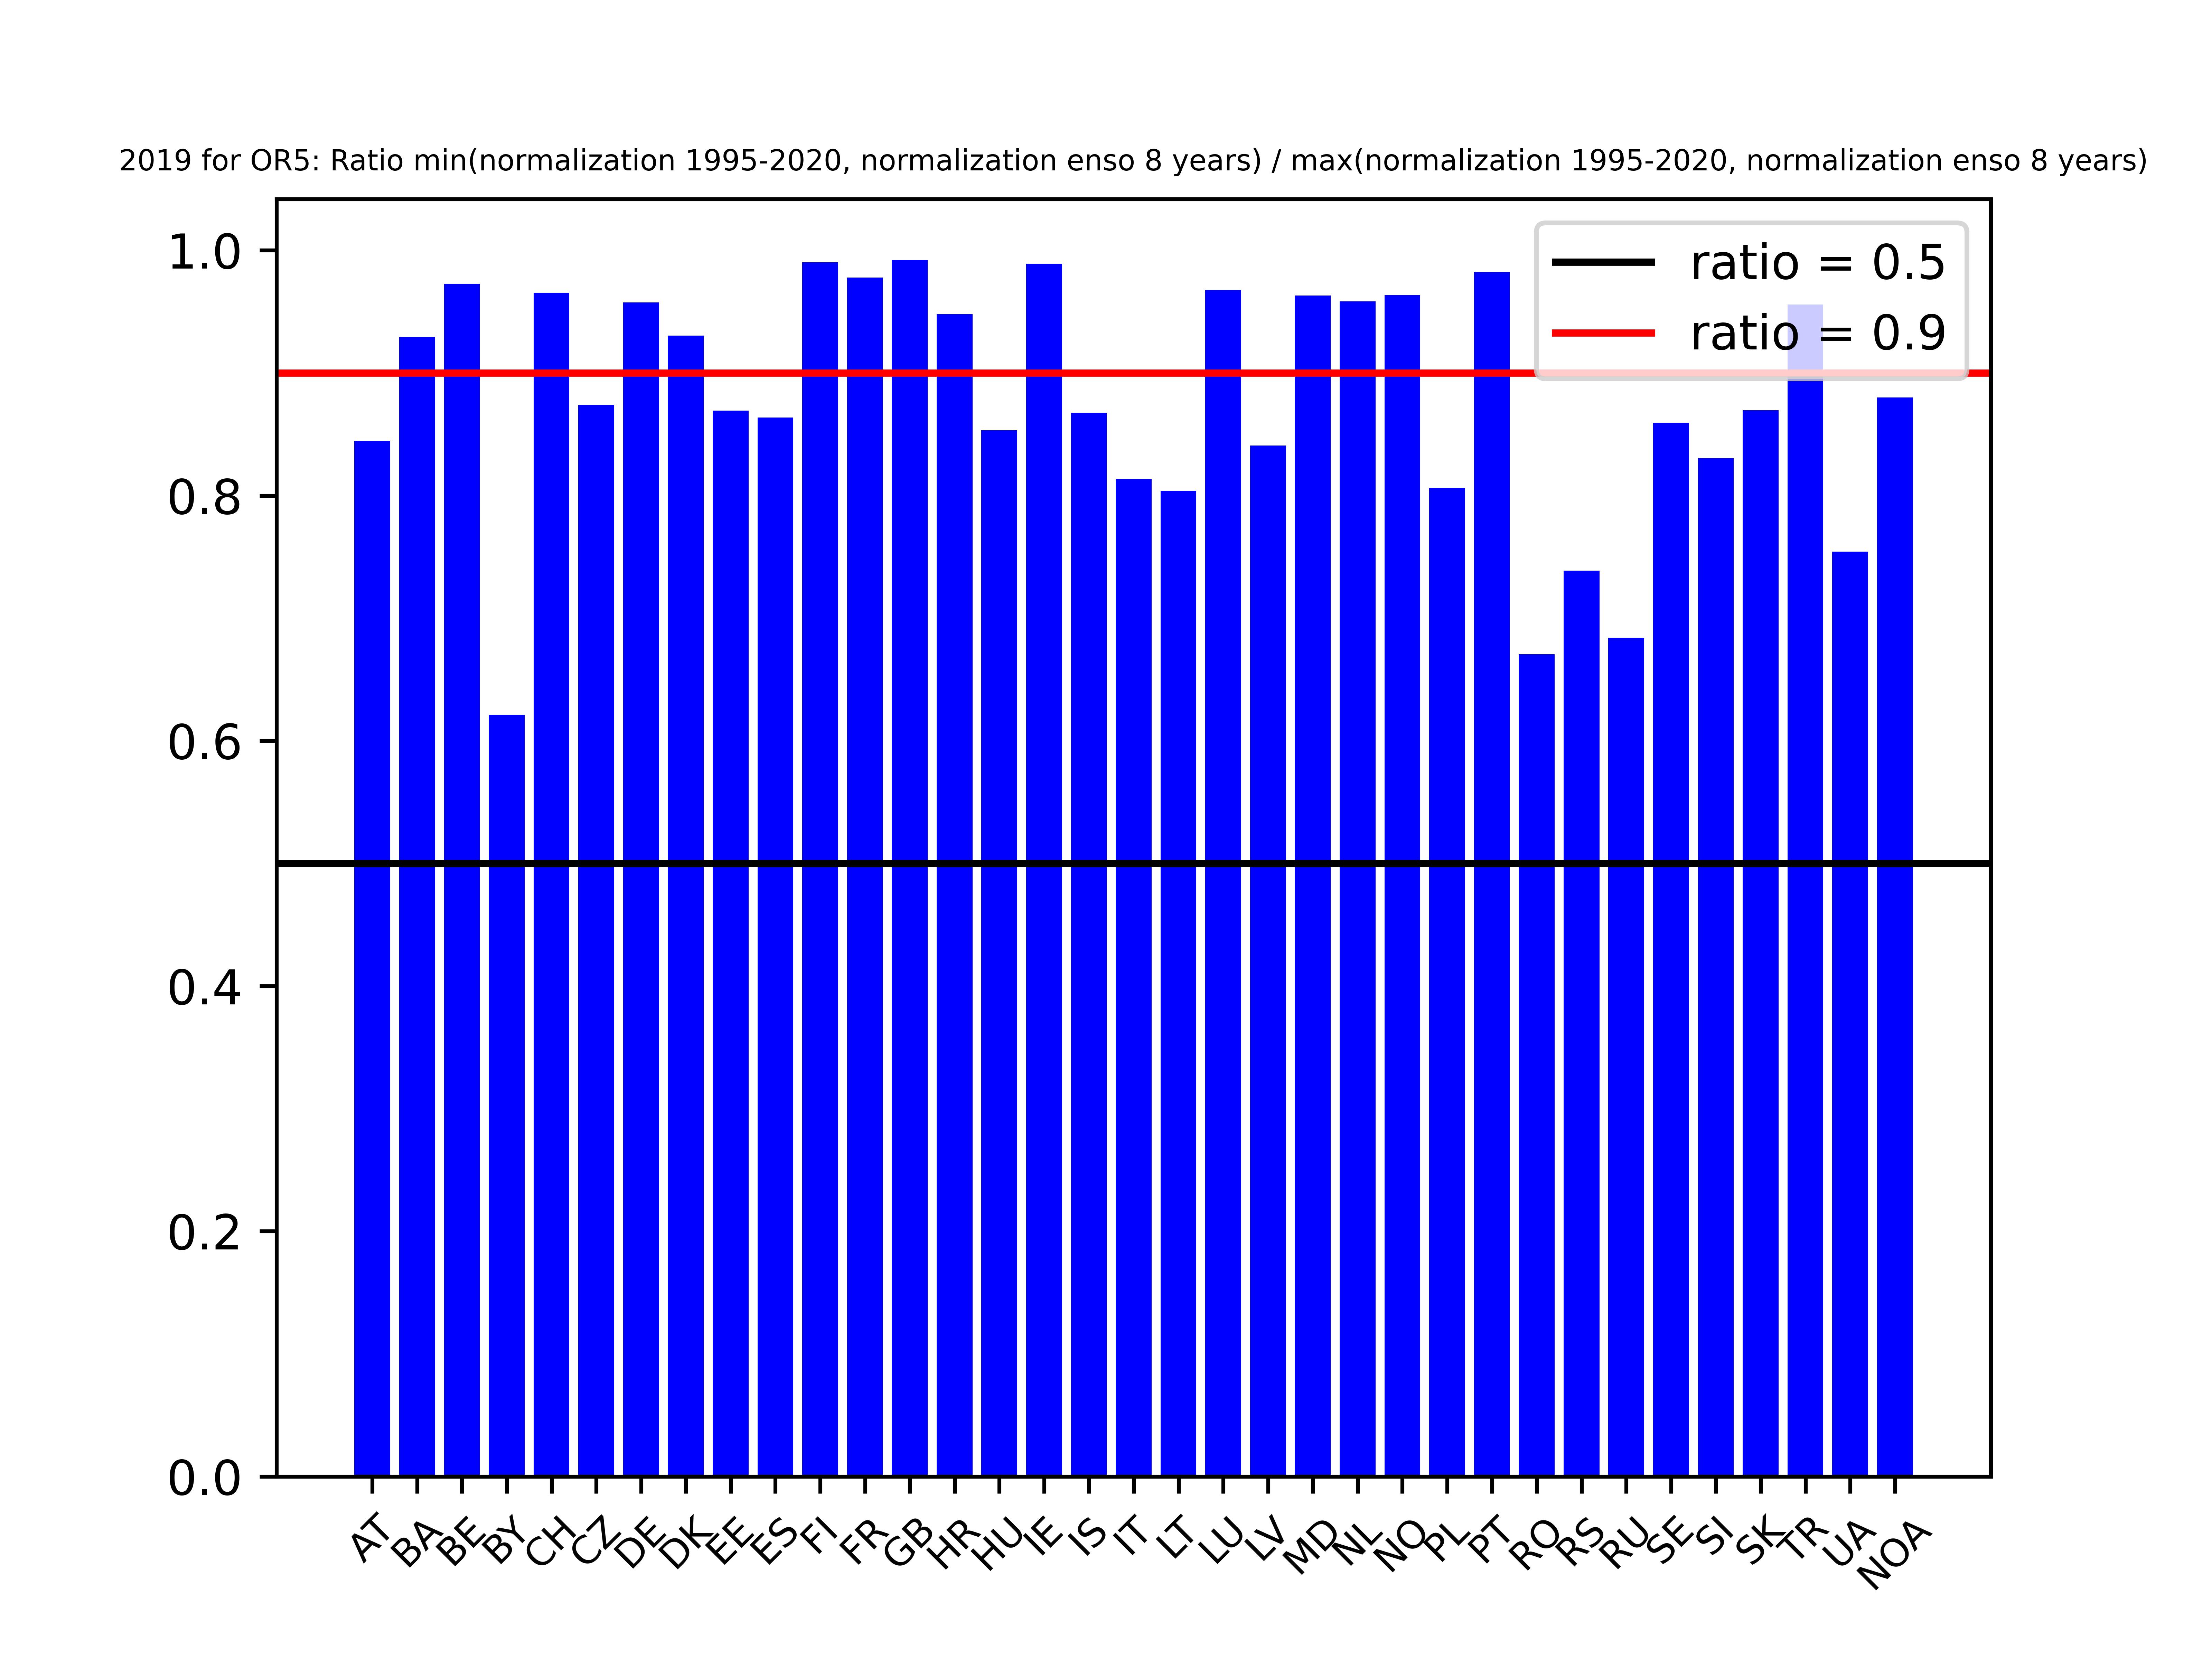 2019 for OR5: Ratio min(normalization 1995-2020, normalization enso 8 years) / max(normalization 1995-2020, normalization enso 8 years)
ratio = 0.5
ratio = 0.9
1.0
0.8
0.6
0.4
0.2
0.0
AT BA BE BY CH CZ DE DK EE ES FI FR GB HR HU IE IS IT LT LU LV MD NL NO PL PT RO RS RU SE SI SK TR UA NOA